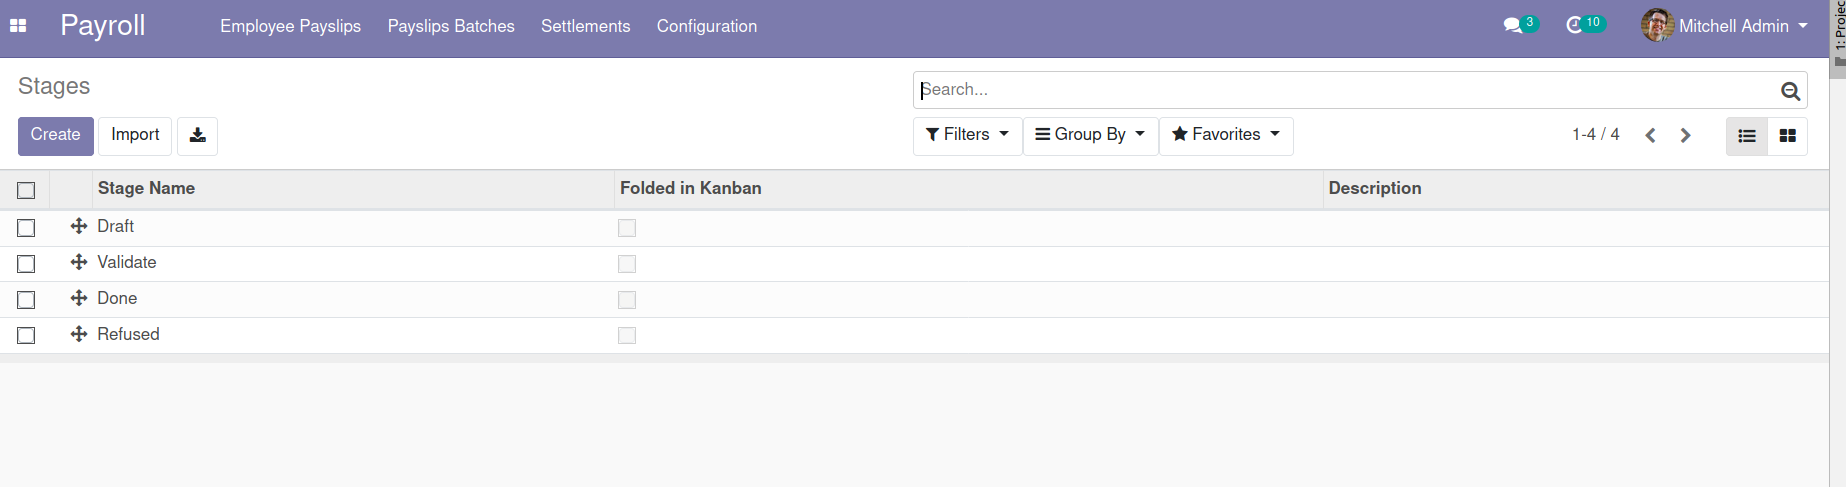 Payroll Employee Payslips Payslips Batches Settlements Configuration 3 10 Mitchell Admin
1: Projec
Stages Search...
Create Import Filters Group By Favorites 1-4 / 4
Stage Name Folded in Kanban Description
Draft
Validate
Done
Refused